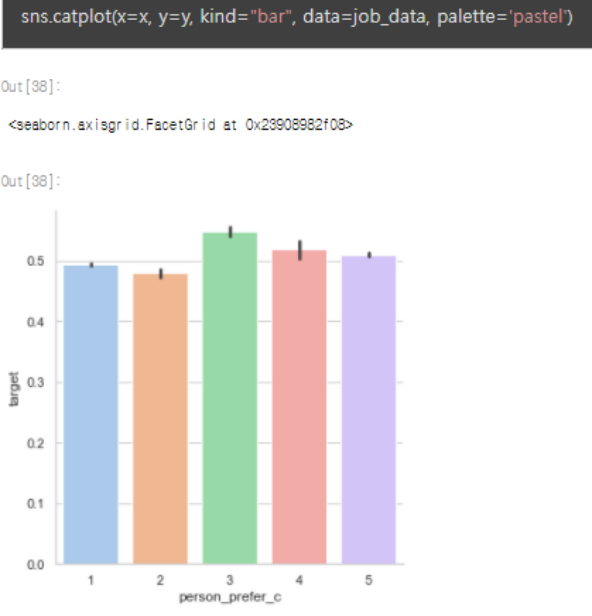 sns.catplot(x=x, y=y, kind="bar", data=job_data, palette='pastel')
Out[38]:
<seaborn.axisgrid.FacetGrid at 0x23908982f08>
Out[38]:
0.5
0.4
0.3
0.2
0.1
0.0
target
1 2 3 4 5
person_prefer_c